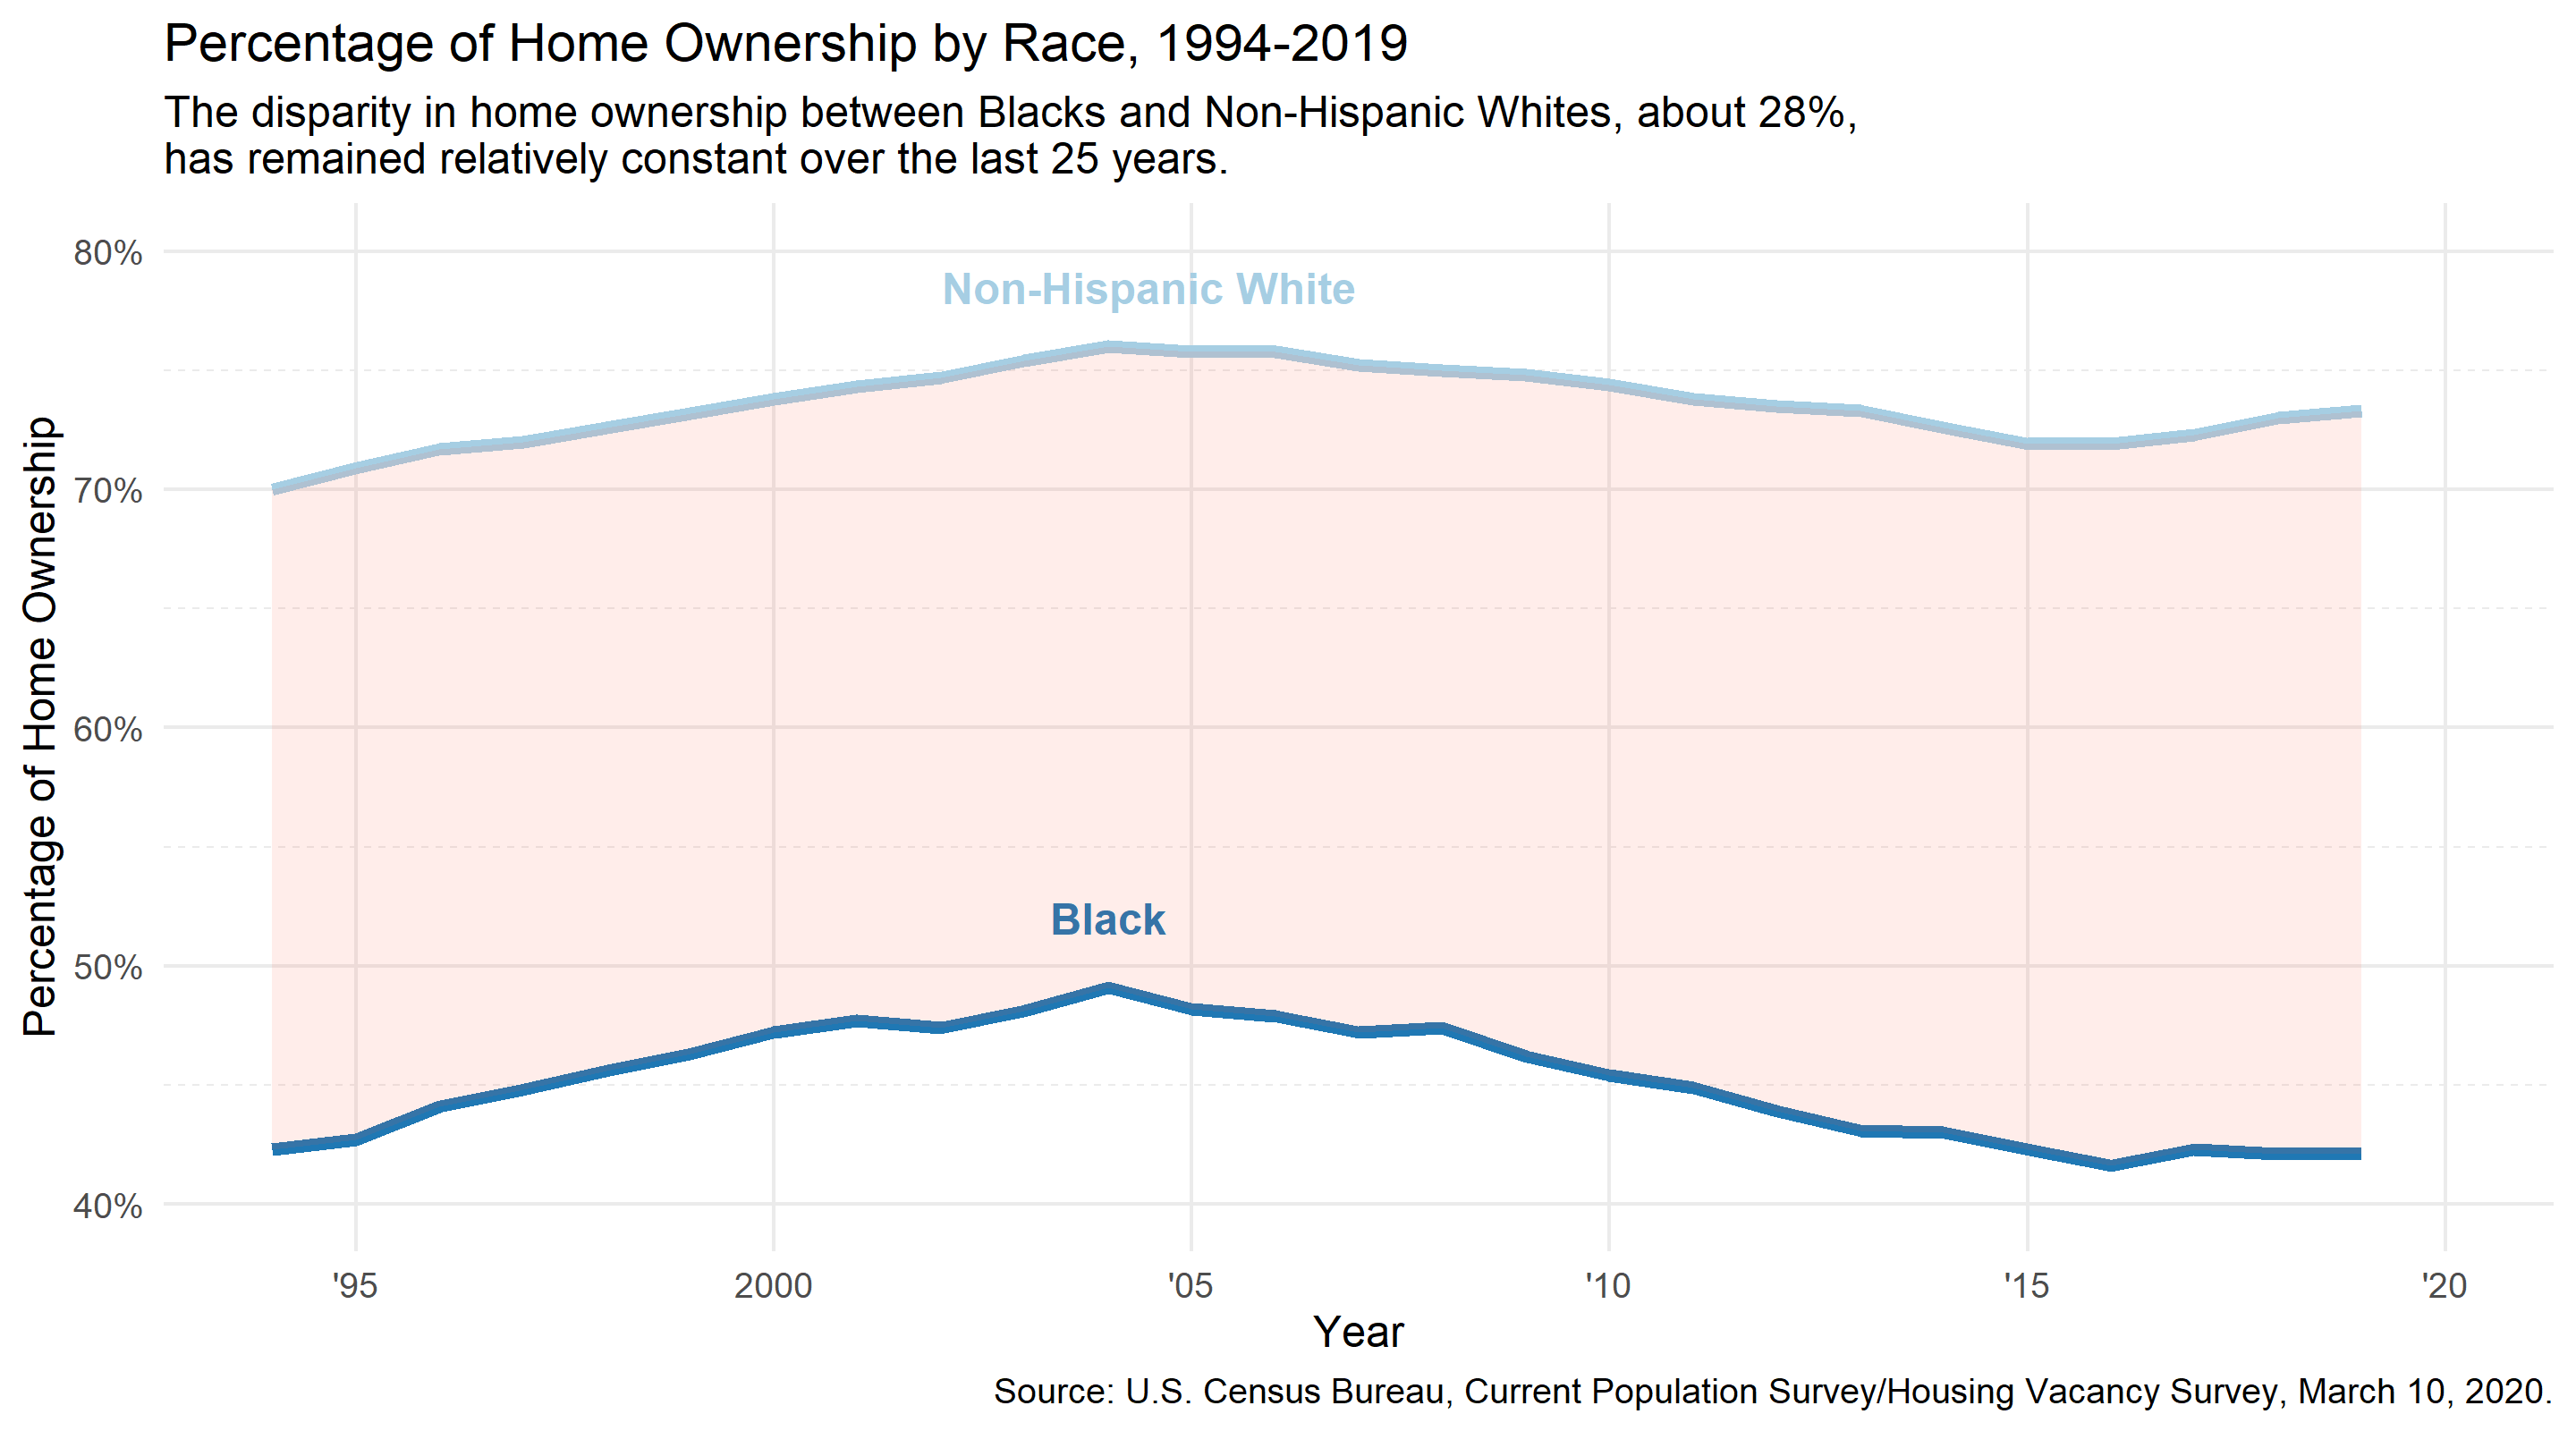 Percentage of Home Ownership by Race, 1994-2019
The disparity in home ownership between Blacks and Non-Hispanic Whites, about 28%,
has remained relatively constant over the last 25 years.
Percentage of Home Ownership
80%
70%
60%
50%
40%
Non-Hispanic White
Black
'95
2000
'05
'10
'15
'20
Year
Source: U.S. Census Bureau, Current Population Survey/Housing Vacancy Survey, March 10, 2020.